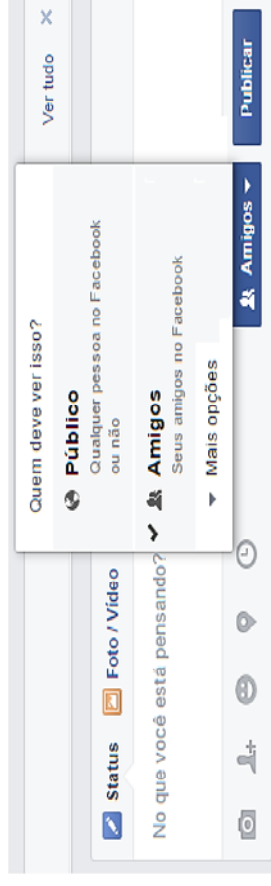 Ver tudo
Status Foto / Vídeo
No que você está pensando?
Quem deve ver isso?
Público
Qualquer pessoa no Facebook
ou não
Amigos
Seus amigos no Facebook
Mais opções
Amigos
Publicar